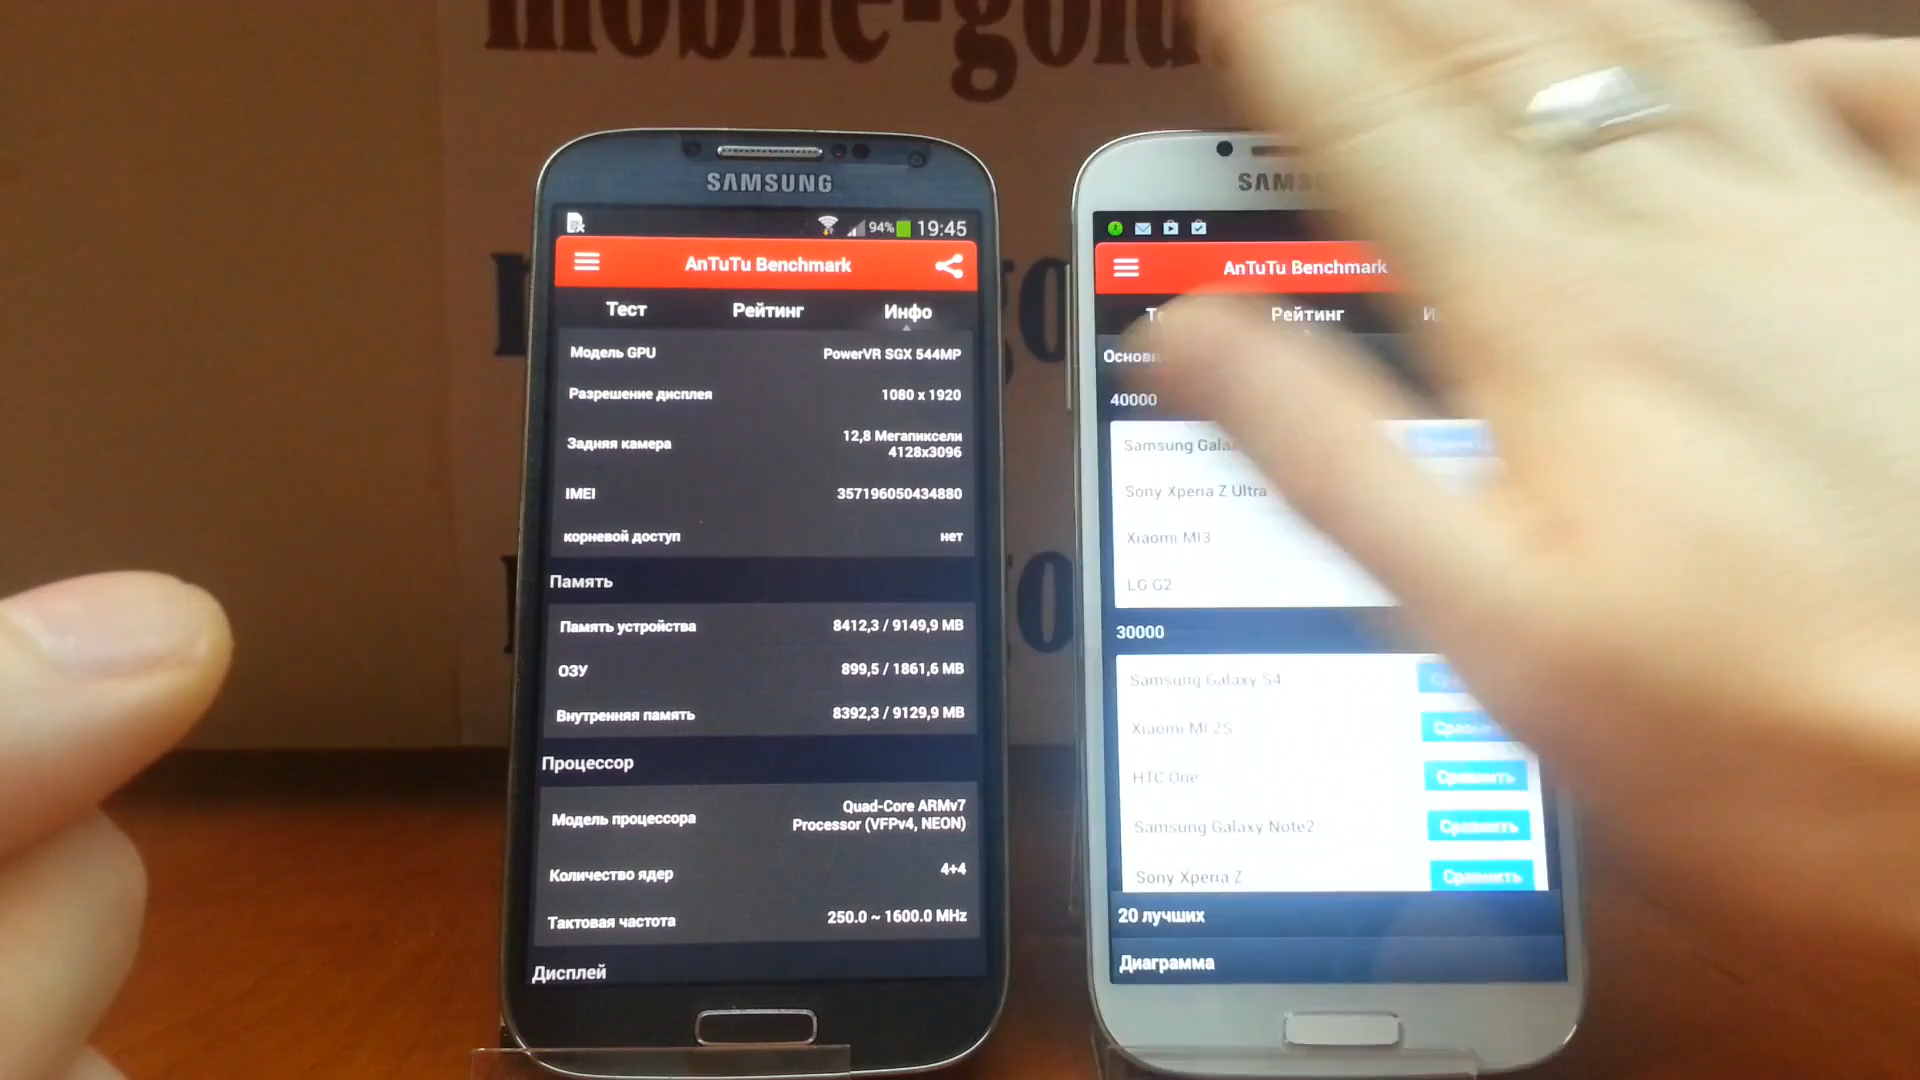 mobile-gold
SAMSUNG
94% 19:45
AnTuTu Benchmark
Тест Рейтинг Инфо
Модель GPU PowerVR SGX 544MP
Разрешение дисплея 1080 x 1920
Задняя камера 12,8 Мегапиксели
4128x3096
IMEI 357196050434880
корневой доступ нет
Память
Память устройства 8412,3 / 9149,9 MB
ОЗУ 899,5 / 1861,6 MB
Внутренняя память 8392,3 / 9129,9 MB
Процессор
Модель процессора Quad-Core ARMv7
Processor (VFPv4, NEON)
Количество ядер 4+4
Тактовая частота 250.0 ~ 1600.0 MHz
Дисплей
AnTuTu Benchmark
Рейтинг
40000
Samsung
Sony Xperia Z Ultra
Xiaomi MI3
LG G2
30000
Samsung Galaxy S4
Xiaomi MI 2S
HTC One Сравнить
Samsung Galaxy Note2 Сравнить
Sony Xperia Z Сравнить
20 лучших
Диаграмма